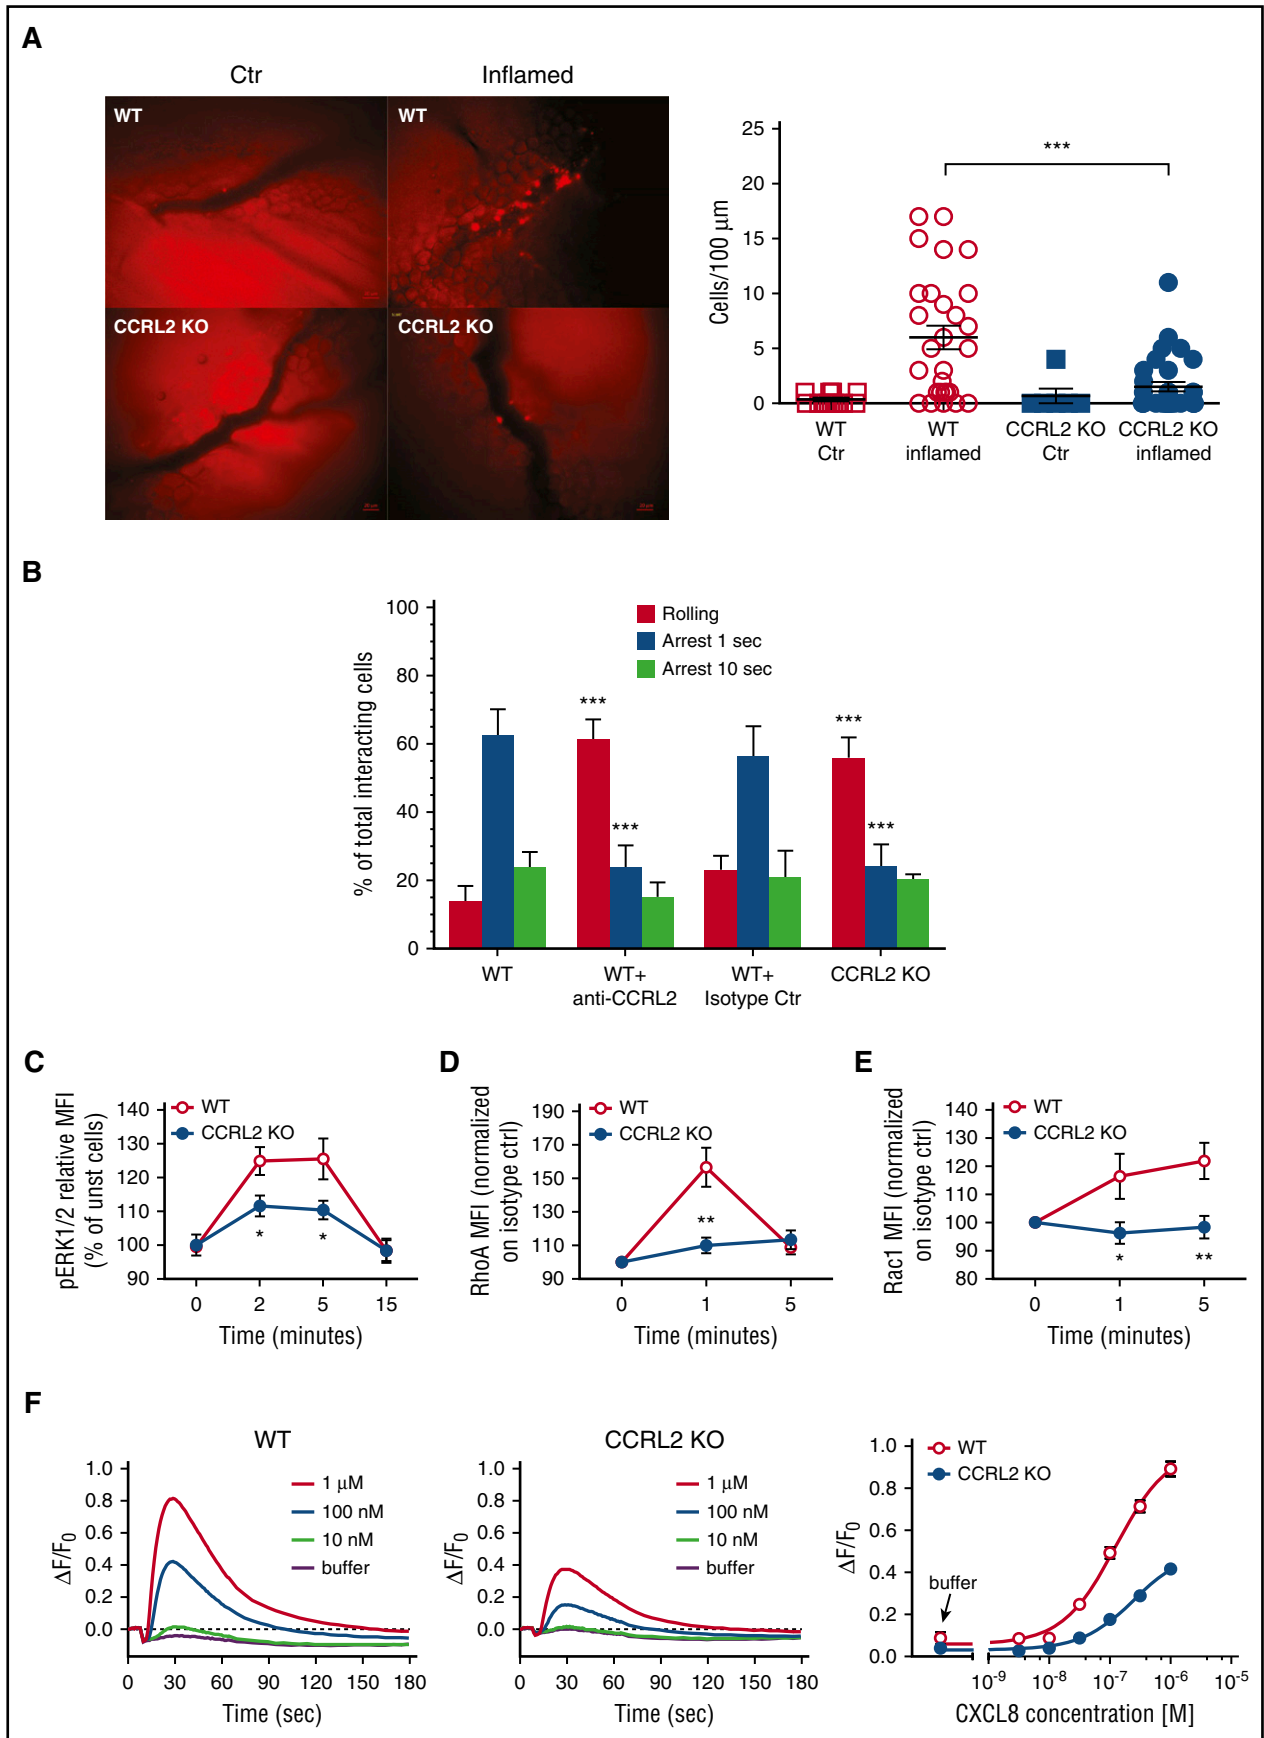 A
Ctr
Inflamed
WT
WT
CCRL2 KO
CCRL2 KO
Cells/100 µm
25
20
15
10
5
0
***
WT
Ctr
WT
inflamed
CCRL2 KO
Ctr
CCRL2 KO
inflamed
B
% of total interacting cells
100
80
60
40
20
0
Rolling
Arrest 1 sec
Arrest 10 sec
***
***
***
***
WT
WT+
anti-CCRL2
WT+
Isotype Ctr
CCRL2 KO
C
pERK1/2 relative MFI
(% of unst cells)
140
130
120
110
100
90
WT
CCRL2 KO
*
*
0
2
5
15
Time (minutes)
D
RhoA MFI (normalized
on isotype ctrl)
190
170
150
130
110
90
WT
CCRL2 KO
**
0
1
5
Time (minutes)
E
Rac1 MFI (normalized
on isotype ctrl)
140
130
120
110
100
90
80
WT
CCRL2 KO
*
**
0
1
5
Time (minutes)
F
WT
ΔF/F0
1.0
0.8
0.6
0.4
0.2
0.0
1 µM
100 nM
10 nM
buffer
0 30 60 90 120 150 180
Time (sec)
CCRL2 KO
ΔF/F0
1.0
0.8
0.6
0.4
0.2
0.0
1 µM
100 nM
10 nM
buffer
0 30 60 90 120 150 180
Time (sec)
ΔF/F0
1.0
0.8
0.6
0.4
0.2
0.0
WT
CCRL2 KO
buffer
10-9 10-8 10-7 10-6 10-5
CXCL8 concentration [M]